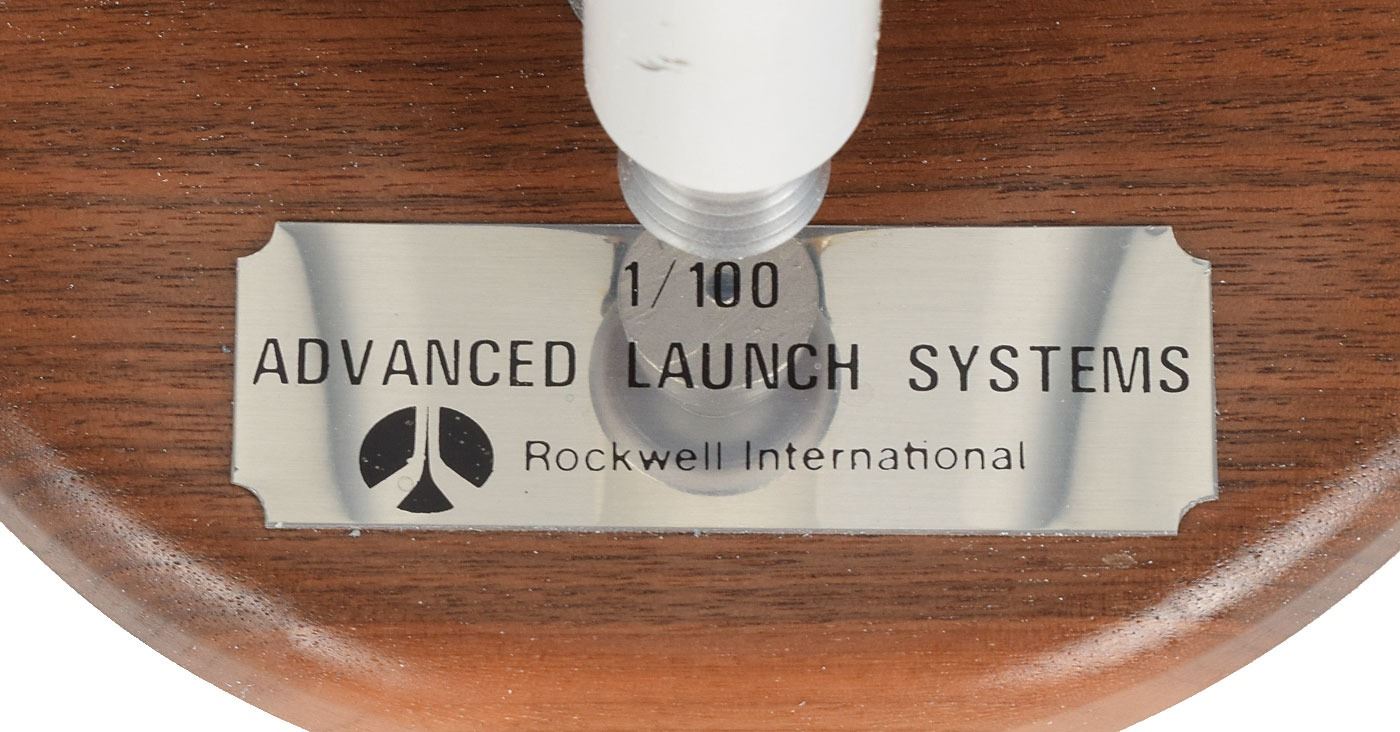 1/100
ADVANCED LAUNCH SYSTEMS
Rockwell International